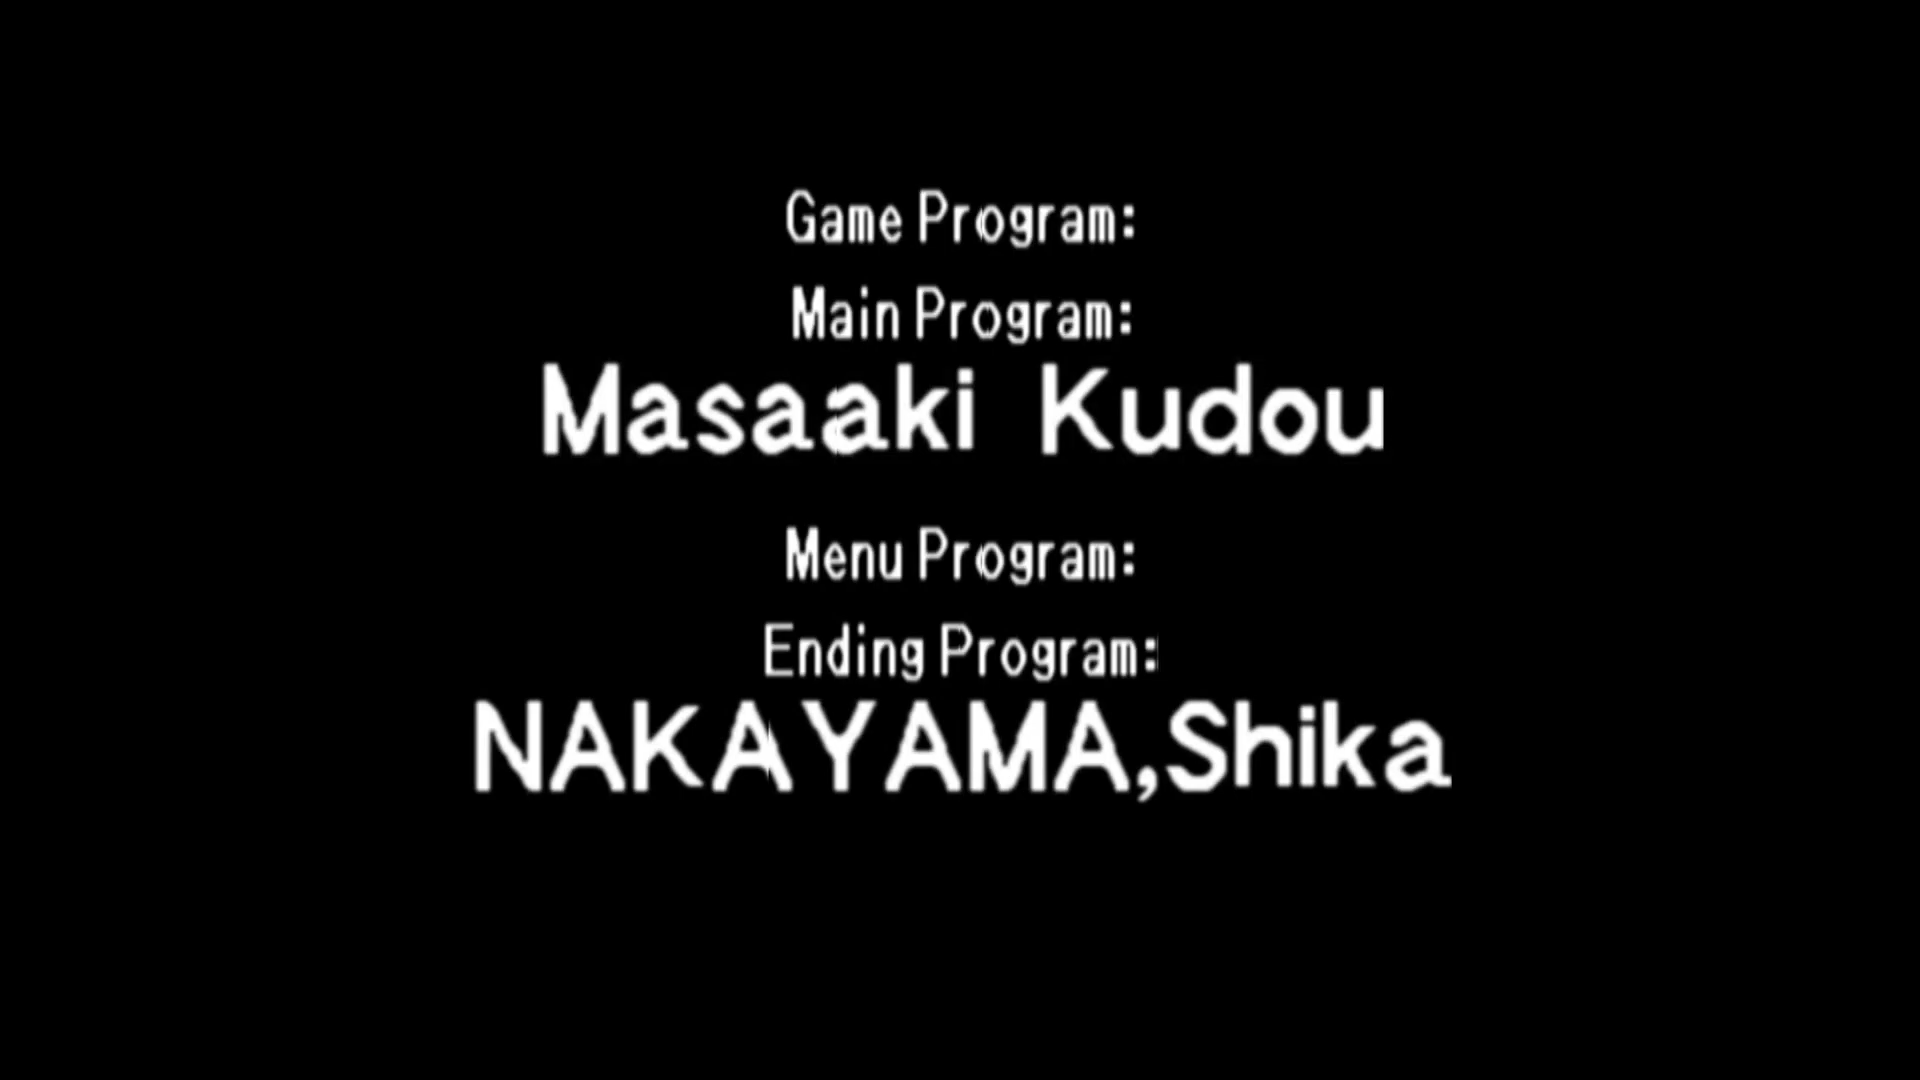 Game Program:
Main Program:
Masaaki Kudou
Menu Program:
Ending Program:
NAKAYAMA,Shika